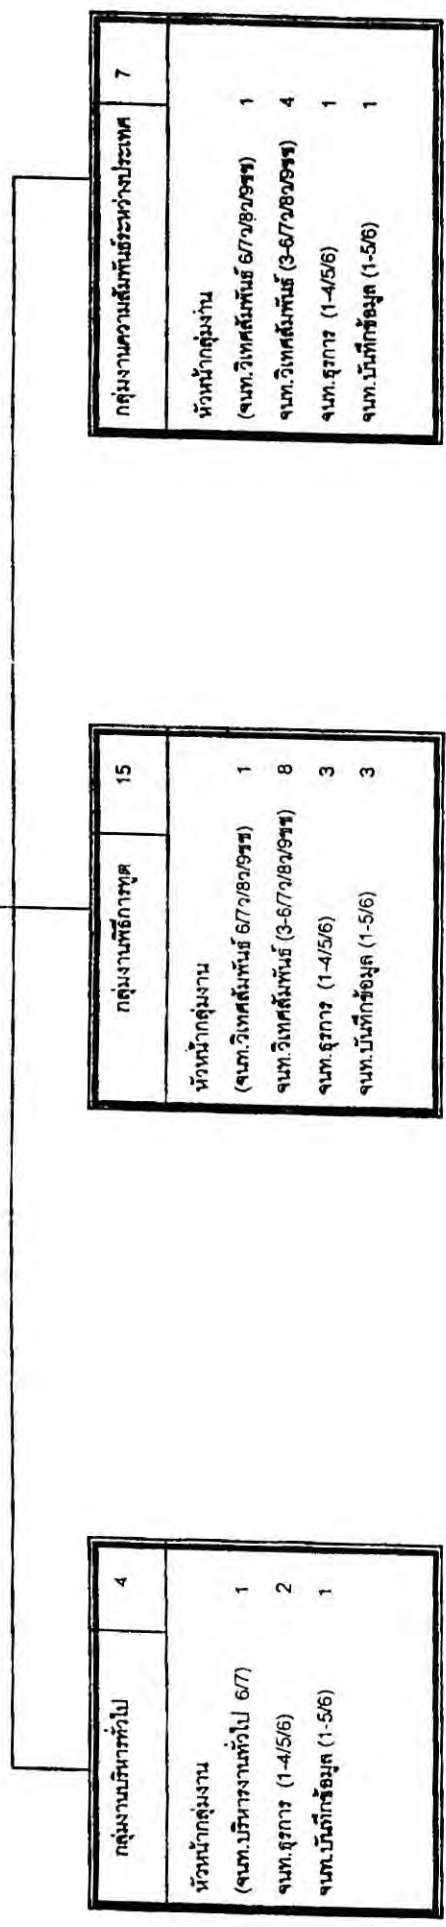 กลุ่มงานบริหารทั่วไป 4
หัวหน้ากลุ่มงาน
(จนท.บริหารงานทั่วไป 6/7) 1
จนท.ธุรการ (1-4/5/6) 2
จนท.บันทึกข้อมูล (1-5/6) 1
กลุ่มงานพิธีการทูต 15
หัวหน้ากลุ่มงาน
(จนท.วิเทศสัมพันธ์ 6/7ว/8ว/9ชช) 1
จนท.วิเทศสัมพันธ์ (3-6/7ว/8ว/9ชช) 8
จนท.ธุรการ (1-4/5/6) 3
จนท.บันทึกข้อมูล (1-5/6) 3
กลุ่มงานความสัมพันธ์ระหว่างประเทศ 7
หัวหน้ากลุ่มงาน
(จนท.วิเทศสัมพันธ์ 6/7ว/8ว/9ชช) 1
จนท.วิเทศสัมพันธ์ (3-6/7ว/8ว/9ชช) 4
จนท.ธุรการ (1-4/5/6) 1
จนท.บันทึกข้อมูล (1-5/6) 1